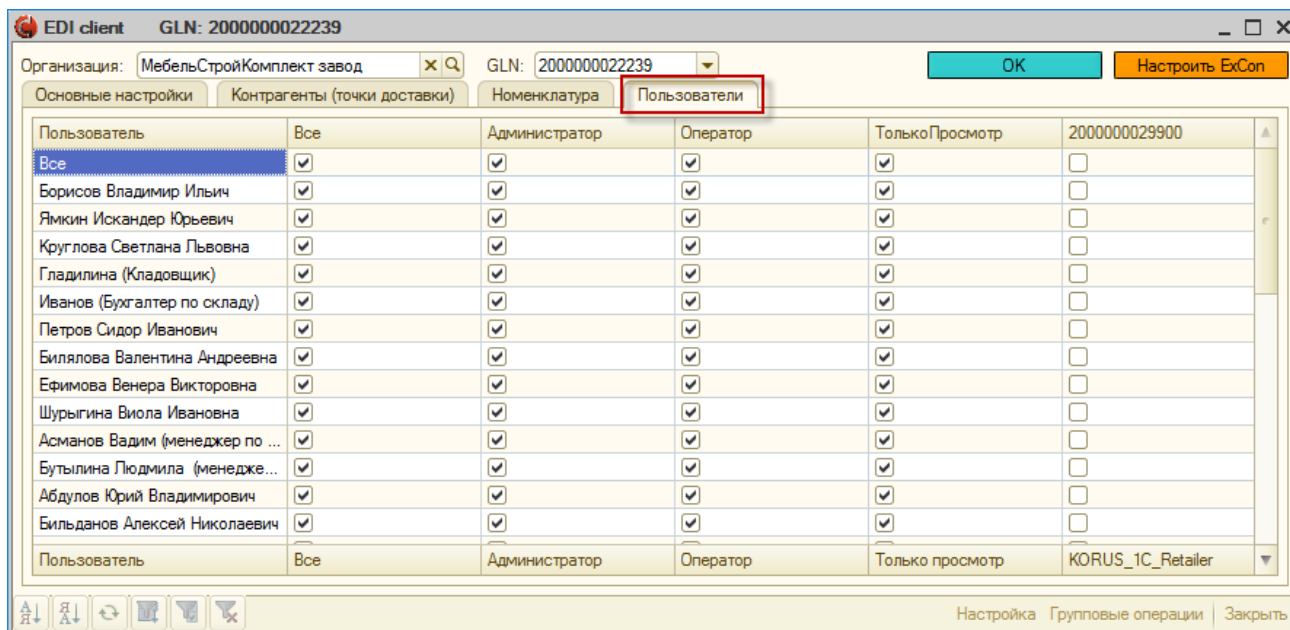 EDI client GLN: 2000000022239
Организация: МебельСтройКомплект завод GLN: 2000000022239 OK Настроить ExCon
Основные настройки Контрагенты (точки доставки) Номенклатура Пользователи
Пользователь Все Администратор Оператор ТолькоПросмотр 2000000029900
Все
Борисов Владимир Ильич
Ямкин Искандер Юрьевич
Круглова Светлана Львовна
Гладилина (Кладовщик)
Иванов (Бухгалтер по складу)
Петров Сидор Иванович
Билялова Валентина Андреевна
Ефимова Венера Викторовна
Шурыгина Виола Ивановна
Асманов Вадим (менеджер по ...
Бутылина Людмила (менедже...
Абдулов Юрий Владимирович
Бильданов Алексей Николаевич
Пользователь Все Администратор Оператор Только просмотр KORUS_1C_Retailer
Настройка Групповые операции Закрыть